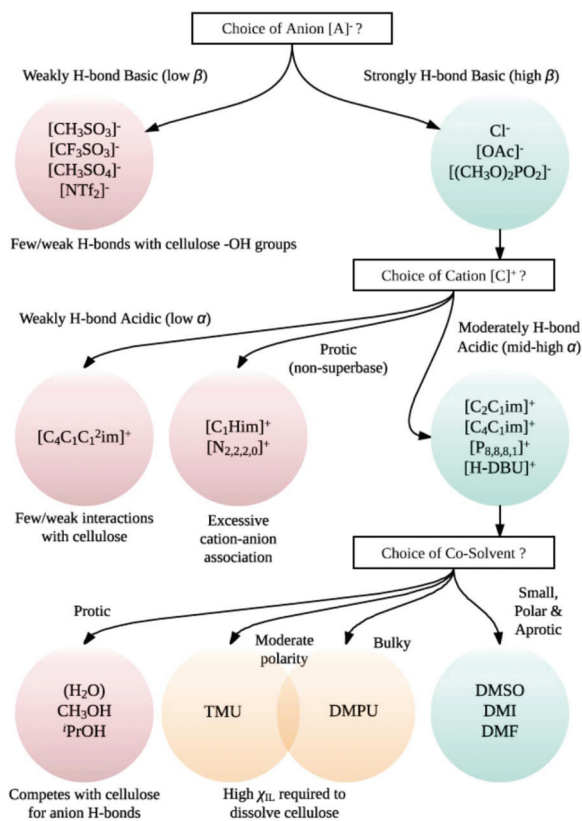 Choice of Anion [A]⁻ ?
Weakly H-bond Basic (low β)
Strongly H-bond Basic (high β)
[CH₃SO₃]⁻
[CF₃SO₃]⁻
[CH₃SO₄]⁻
[NTf₂]⁻
Cl⁻
[OAc]⁻
[(CH₃O)₂PO₂]⁻
Few/weak H-bonds with cellulose -OH groups
Choice of Cation [C]⁺ ?
Weakly H-bond Acidic (low α)
Protic
(non-superbase)
Moderately H-bond
Acidic (mid-high α)
[C₄C₁C₁²im]⁺
[C₁Him]⁺
[N₂,₂,₂,₀]⁺
[C₂C₁im]⁺
[C₄C₁im]⁺
[P₈,₈,₈,₁]⁺
[H-DBU]⁺
Few/weak interactions
with cellulose
Excessive
cation-anion
association
Choice of Co-Solvent ?
Protic
Moderate
polarity
Bulky
Small,
Polar &
Aprotic
(H₂O)
CH₃OH
ⁱPrOH
TMU
DMPU
DMSO
DMI
DMF
Competes with cellulose
for anion H-bonds
High χIL required to
dissolve cellulose